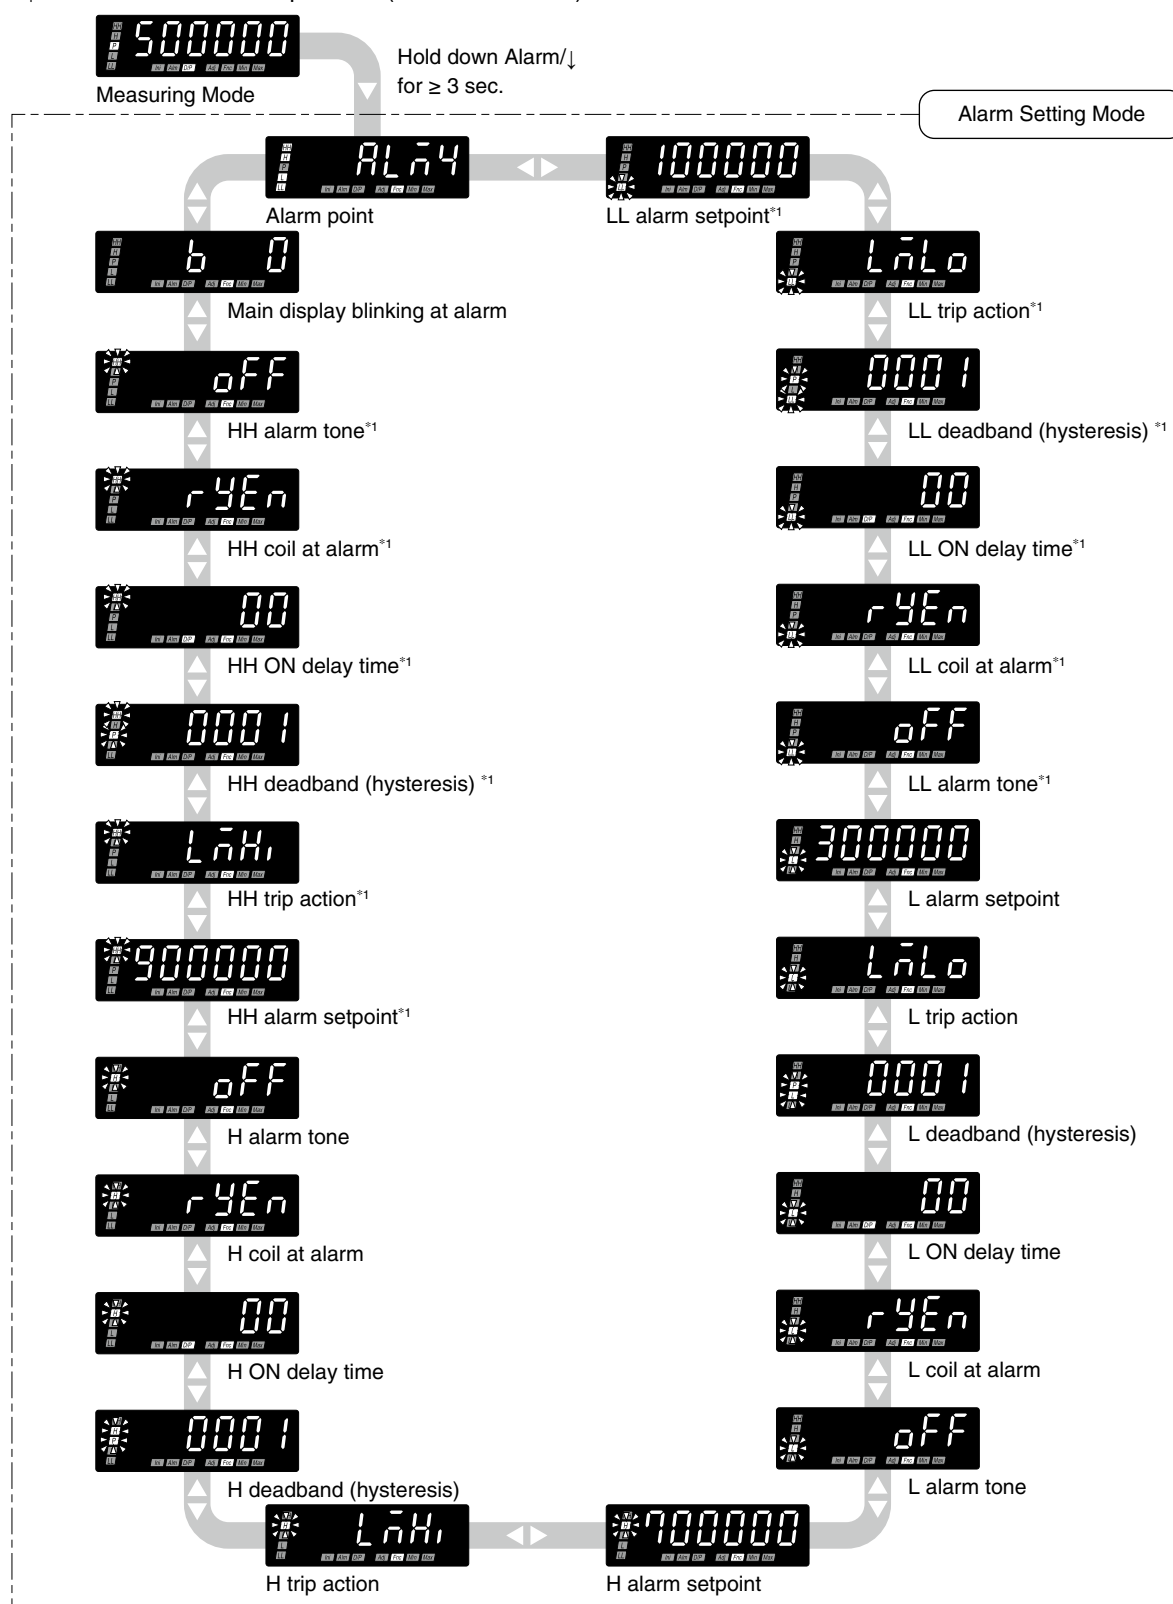 500000
Measuring Mode
Hold down Alarm/↓
for ≥ 3 sec.
Alarm Setting Mode
ALM4
Alarm point
100000
LL alarm setpoint*1
b 0
Main display blinking at alarm
LMLo
LL trip action*1
oFF
HH alarm tone*1
0001
LL deadband (hysteresis) *1
ryEn
HH coil at alarm*1
00
LL ON delay time*1
00
HH ON delay time*1
ryEn
LL coil at alarm*1
0001
HH deadband (hysteresis) *1
oFF
LL alarm tone*1
LMHi
HH trip action*1
300000
L alarm setpoint
900000
HH alarm setpoint*1
LMLo
L trip action
oFF
H alarm tone
0001
L deadband (hysteresis)
ryEn
H coil at alarm
00
L ON delay time
00
H ON delay time
ryEn
L coil at alarm
0001
H deadband (hysteresis)
oFF
L alarm tone
LMHi
H trip action
700000
H alarm setpoint